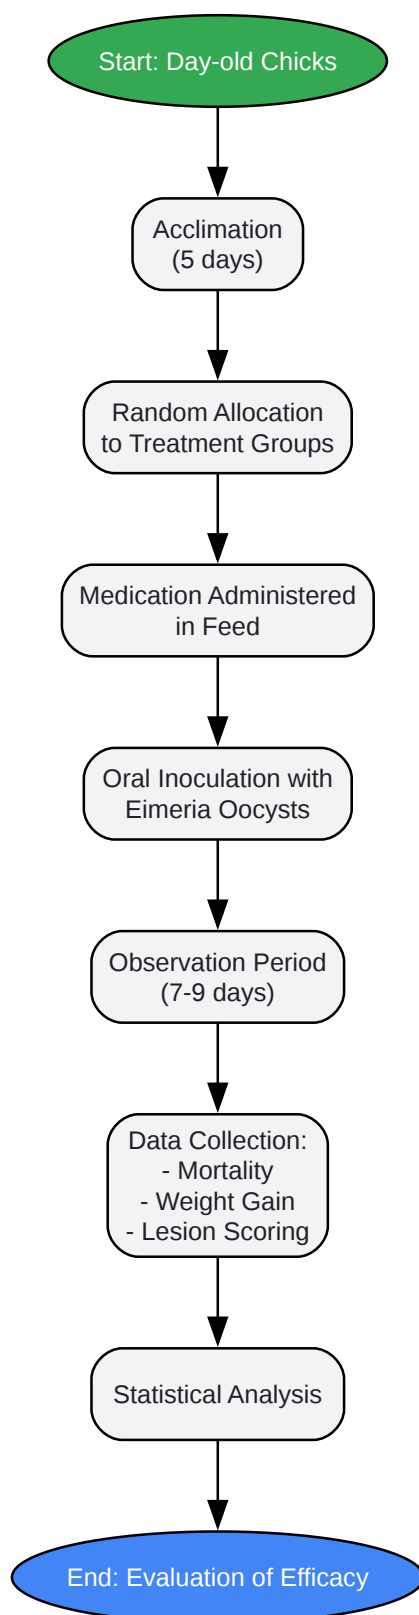 Start: Day-old Chicks
Acclimation
(5 days)
Random Allocation
to Treatment Groups
Medication Administered
in Feed
Oral Inoculation with
Eimeria Oocysts
Observation Period
(7-9 days)
Data Collection:
- Mortality
- Weight Gain
- Lesion Scoring
Statistical Analysis
End: Evaluation of Efficacy